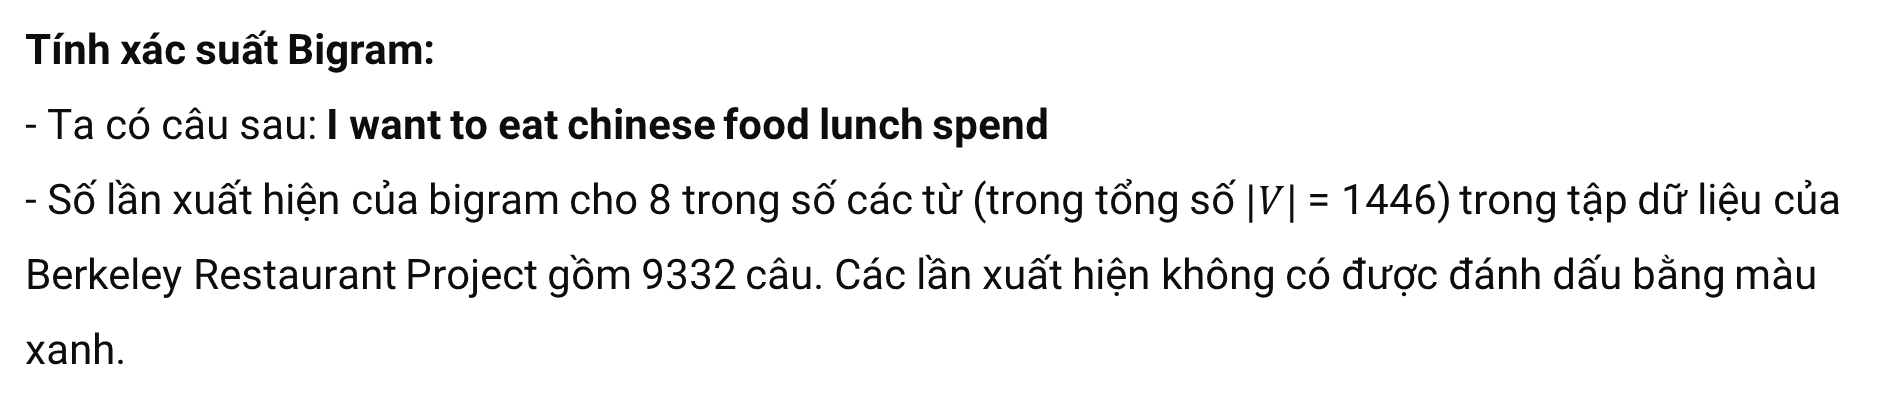 Tính xác suất Bigram:
- Ta có câu sau: I want to eat chinese food lunch spend
- Số lần xuất hiện của bigram cho 8 trong số các từ (trong tổng số |V| = 1446) trong tập dữ liệu của
Berkeley Restaurant Project gồm 9332 câu. Các lần xuất hiện không có được đánh dấu bằng màu
xanh.